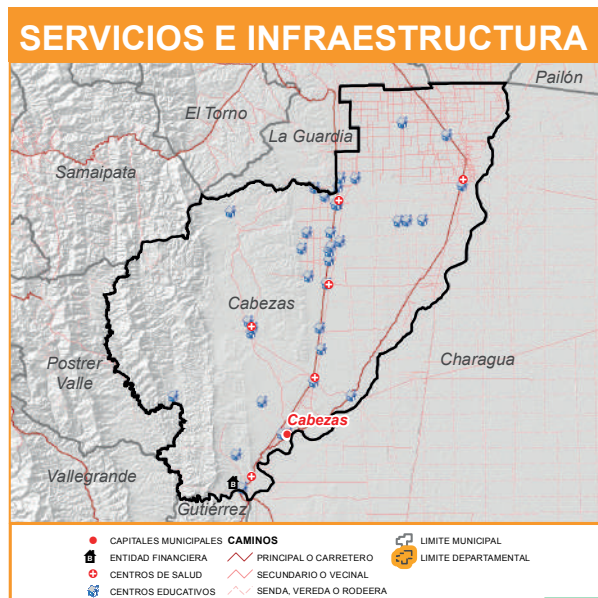 SERVICIOS E INFRAESTRUCTURA
Pailón
El Torno
La Guardia
Samaipata
Cabezas
Postrer
Valle
Charagua
Cabezas
Vallegrande
B
Gutiérrez
CAPITALES MUNICIPALES
B ENTIDAD FINANCIERA
CENTROS DE SALUD
CENTROS EDUCATIVOS
CAMINOS
PRINCIPAL O CARRETERO
SECUNDARIO O VECINAL
SENDA, VEREDA O RODEERA
LIMITE MUNICIPAL
LIMITE DEPARTAMENTAL